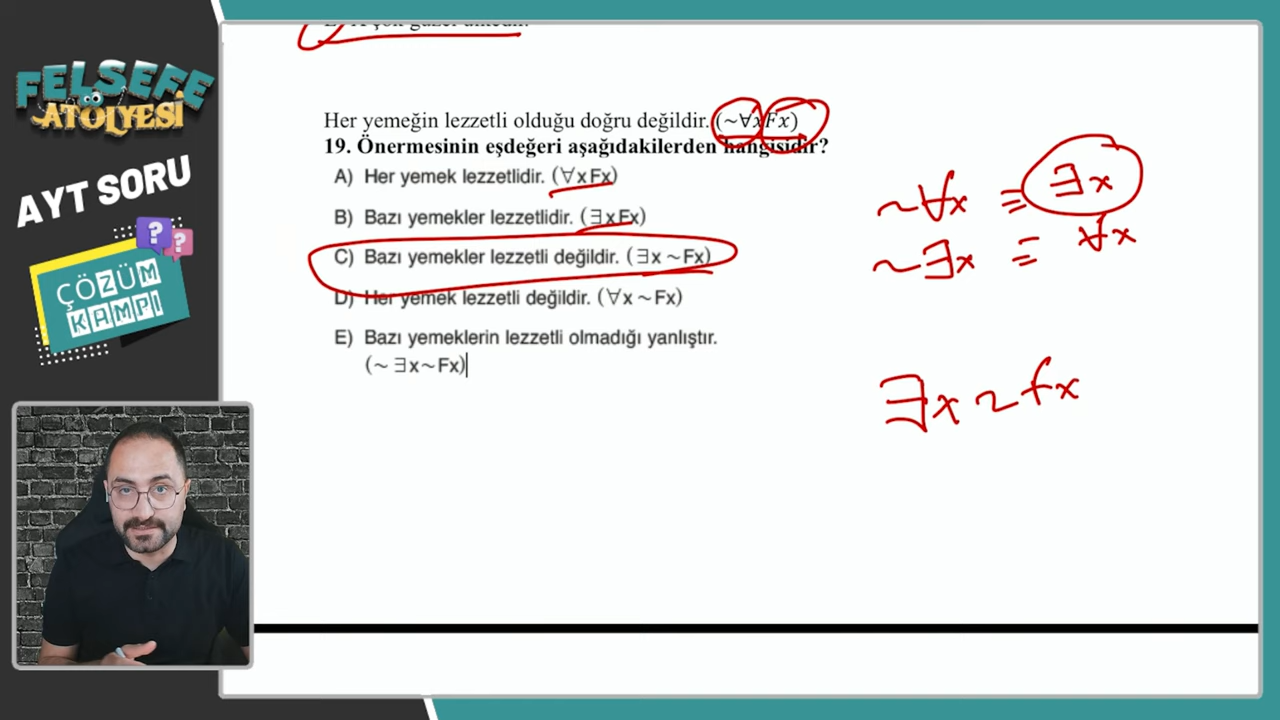 FELSEFE
ATÖLYESİ
AYT SORU
?
?
ÇÖZÜM
KAMPI
Her yemeğin lezzetli olduğu doğru değildir. (~∀xFx)
19. Önermesinin eşdeğeri aşağıdakilerden hangisidir?
A) Her yemek lezzetlidir. (∀xFx)
B) Bazı yemekler lezzetlidir. (∃xFx)
C) Bazı yemekler lezzetli değildir. (∃x~Fx)
D) Her yemek lezzetli değildir. (∀x~Fx)
E) Bazı yemeklerin lezzetli olmadığı yanlıştır.
(~∃x~Fx)
~∀x ≡ ∃x
~∃x ≡ ∀x
∃x~Fx